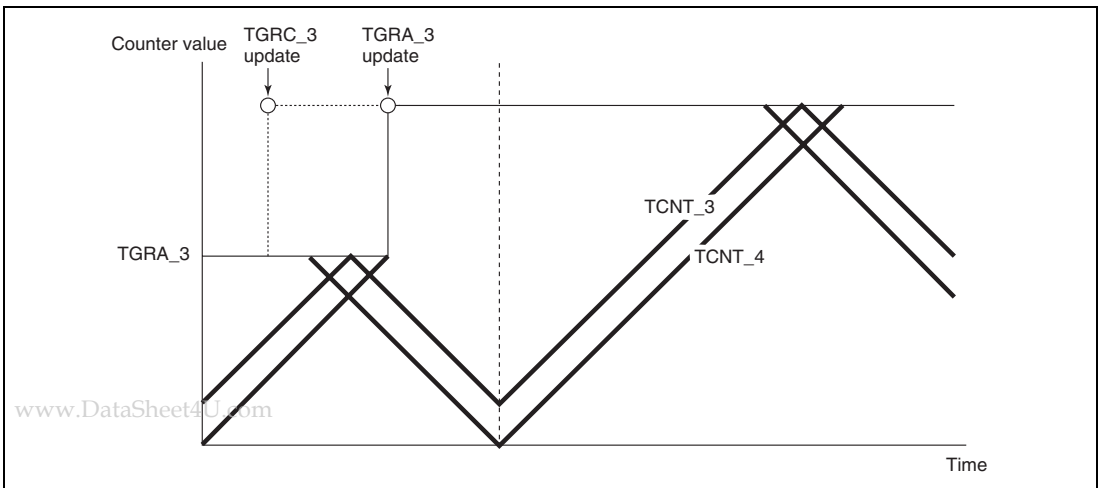 Counter value
TGRC_3
update
TGRA_3
update
TCNT_3
TGRA_3
TCNT_4
www.DataSheet4U.com
Time